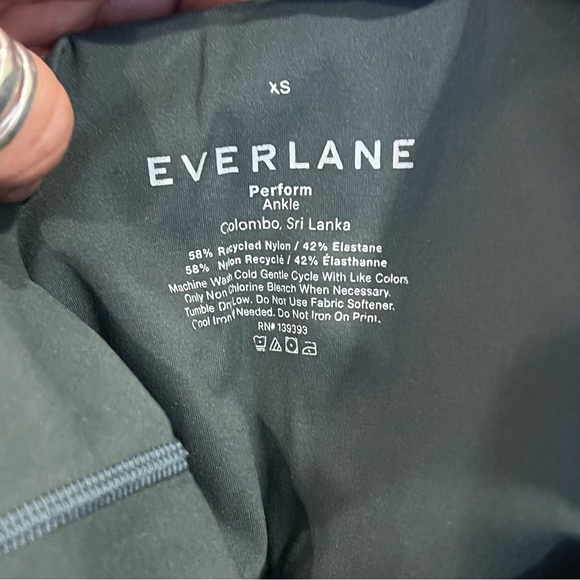 XS
EVERLANE
Perform
Ankle
Colombo, Sri Lanka
58% Recycled Nylon / 42% Elastane
58% Nylon Recyclé / 42% Élasthanne
Machine Wash Cold Gentle Cycle With Like Colors
Only Non Chlorine Bleach When Necessary.
Tumble Dry Low. Do Not Use Fabric Softener.
Cool Iron If Needed. Do Not Iron On Print.
RN# 139393